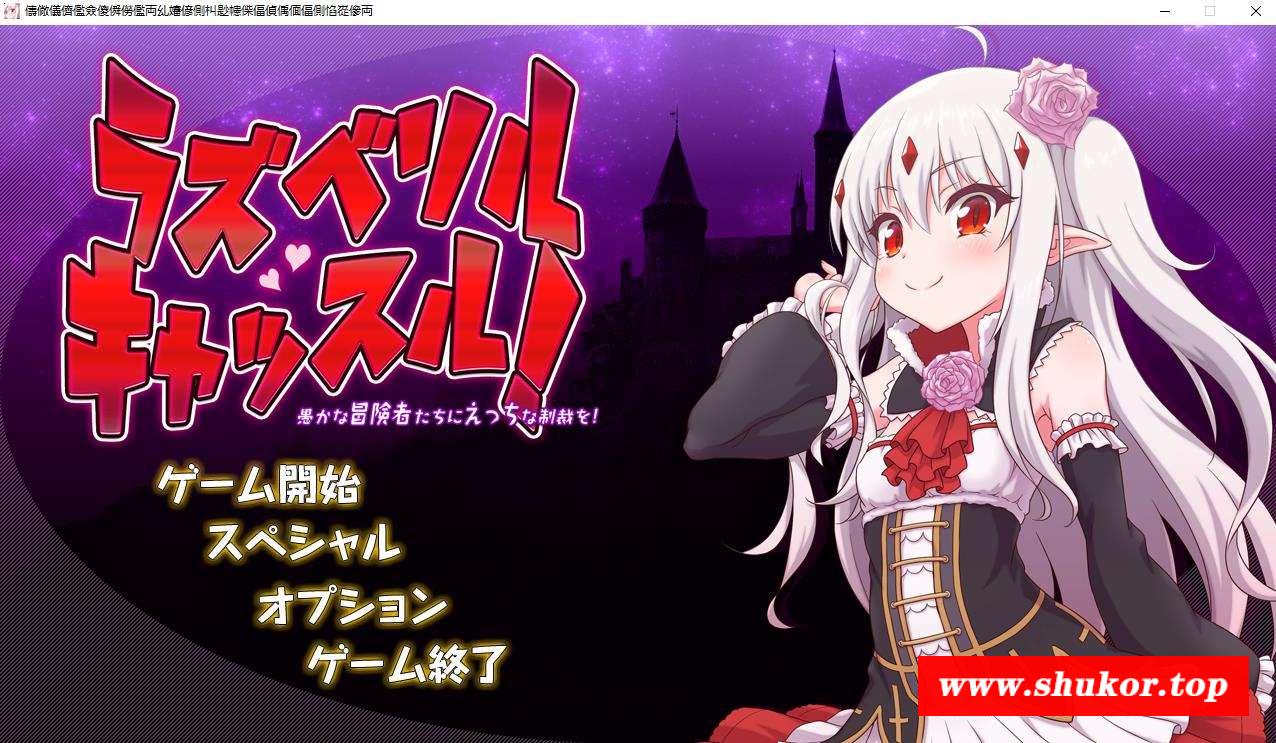 ラズベリル
キャッスル!
愚かな冒険者たちにえっちな制裁を!
ゲーム開始
スペシャル
オプション
ゲーム終了
www.shukor.top